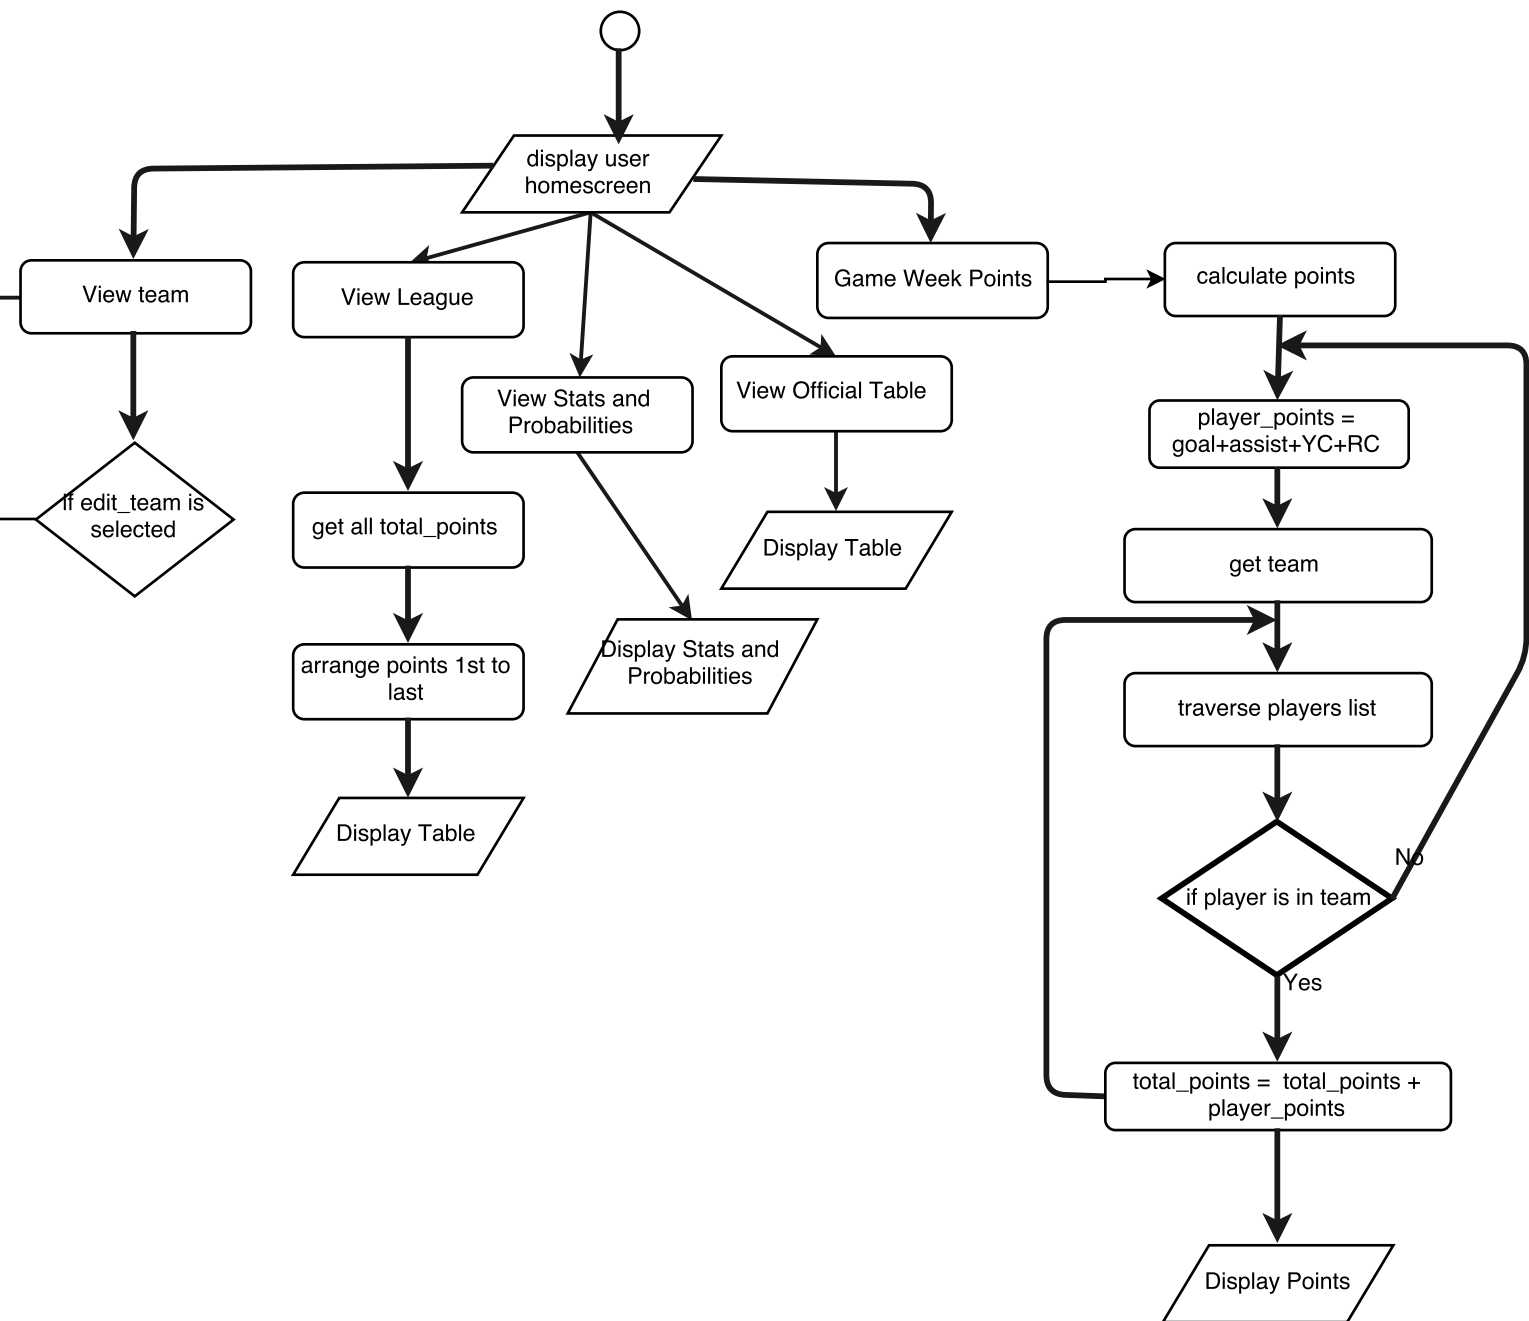 display user
homescreen
View team
View League
Game Week Points
calculate points
View Stats and
Probabilities
View Official Table
player_points =
goal+assist+YC+RC
if edit_team is
selected
get all total_points
Display Table
get team
arrange points 1st to
last
Display Stats and
Probabilities
traverse players list
Display Table
No
if player is in team
Yes
total_points =  total_points +
player_points
Display Points